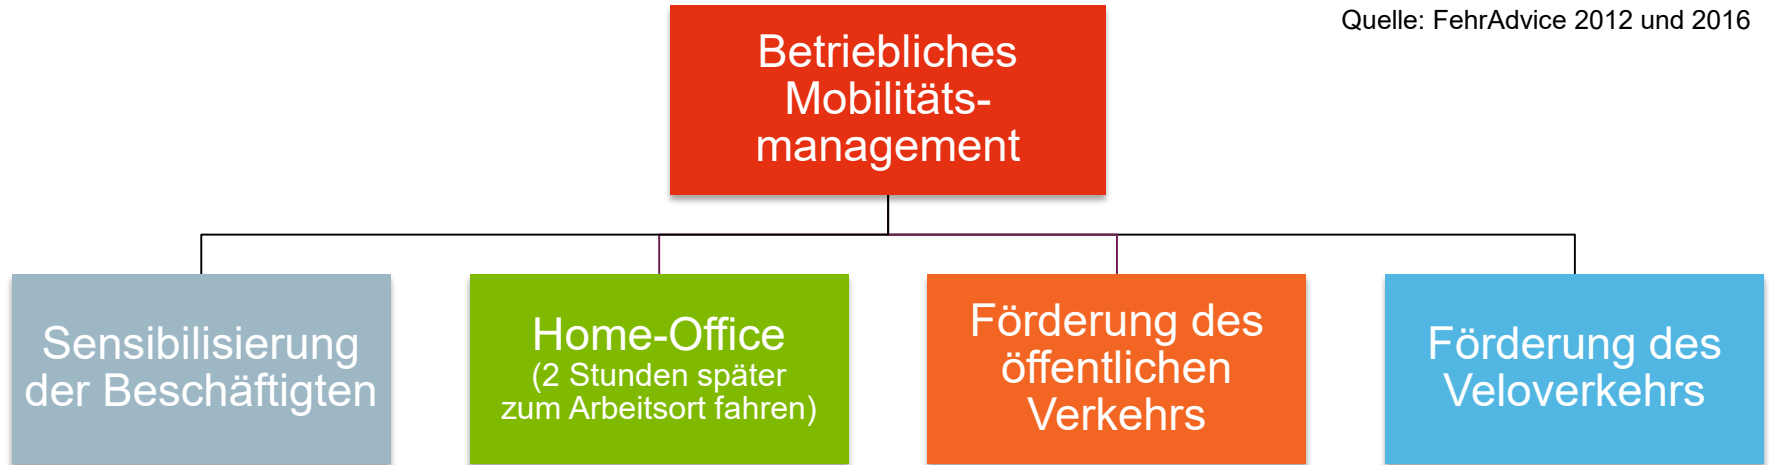 Quelle: FehrAdvice 2012 und 2016
Betriebliches
Mobilitäts-
management
Sensibilisierung
der Beschäftigten
Home-Office
(2 Stunden später
zum Arbeitsort fahren)
Förderung des
öffentlichen
Verkehrs
Förderung des
Veloverkehrs